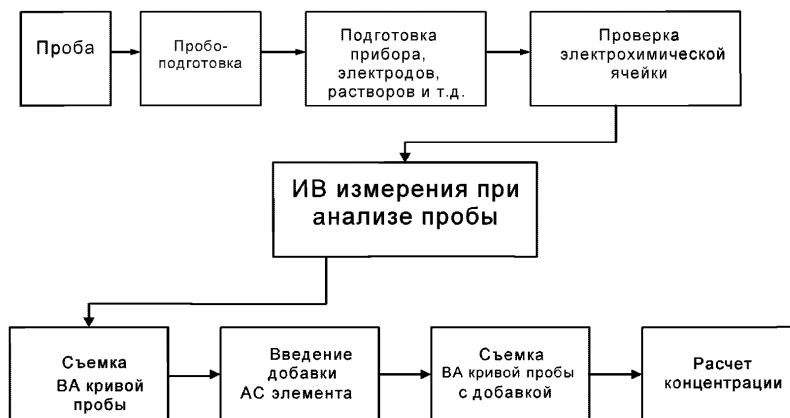 Проба
Пробо-
подготовка
Подготовка
прибора,
электродов,
растворов и т.д.
Проверка
электрохимической
ячейки
ИВ измерения при
анализе пробы
Съемка
ВА кривой
пробы
Введение
добавки
АС элемента
Съемка
ВА кривой пробы
с добавкой
Расчет
концентрации